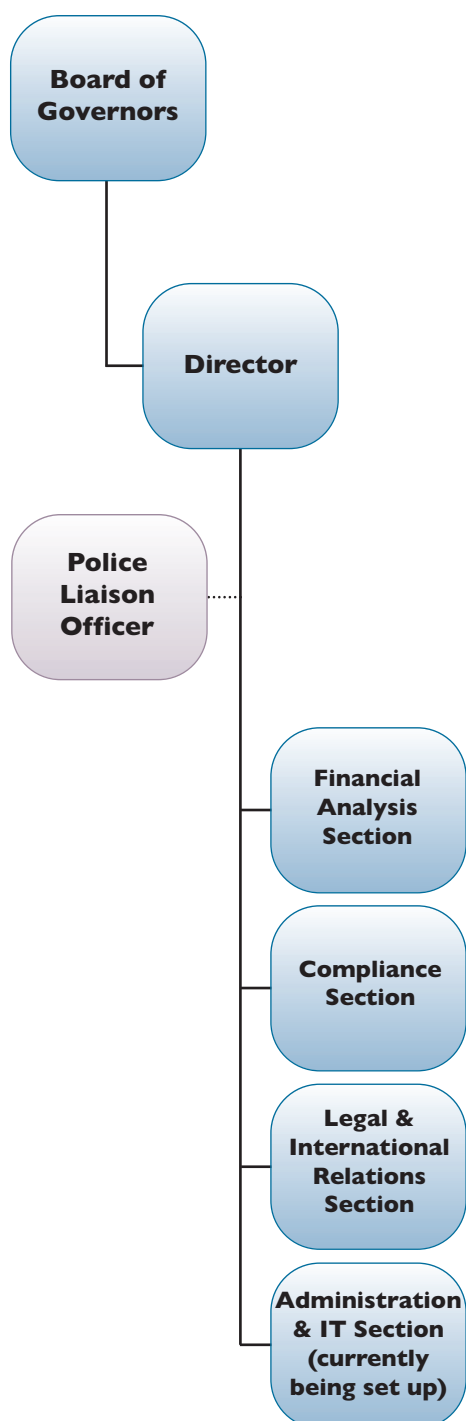 Board of
Governors
Director
Police
Liaison
Officer
Financial
Analysis
Section
Compliance
Section
Legal &
International
Relations
Section
Administration
& IT Section
(currently
being set up)